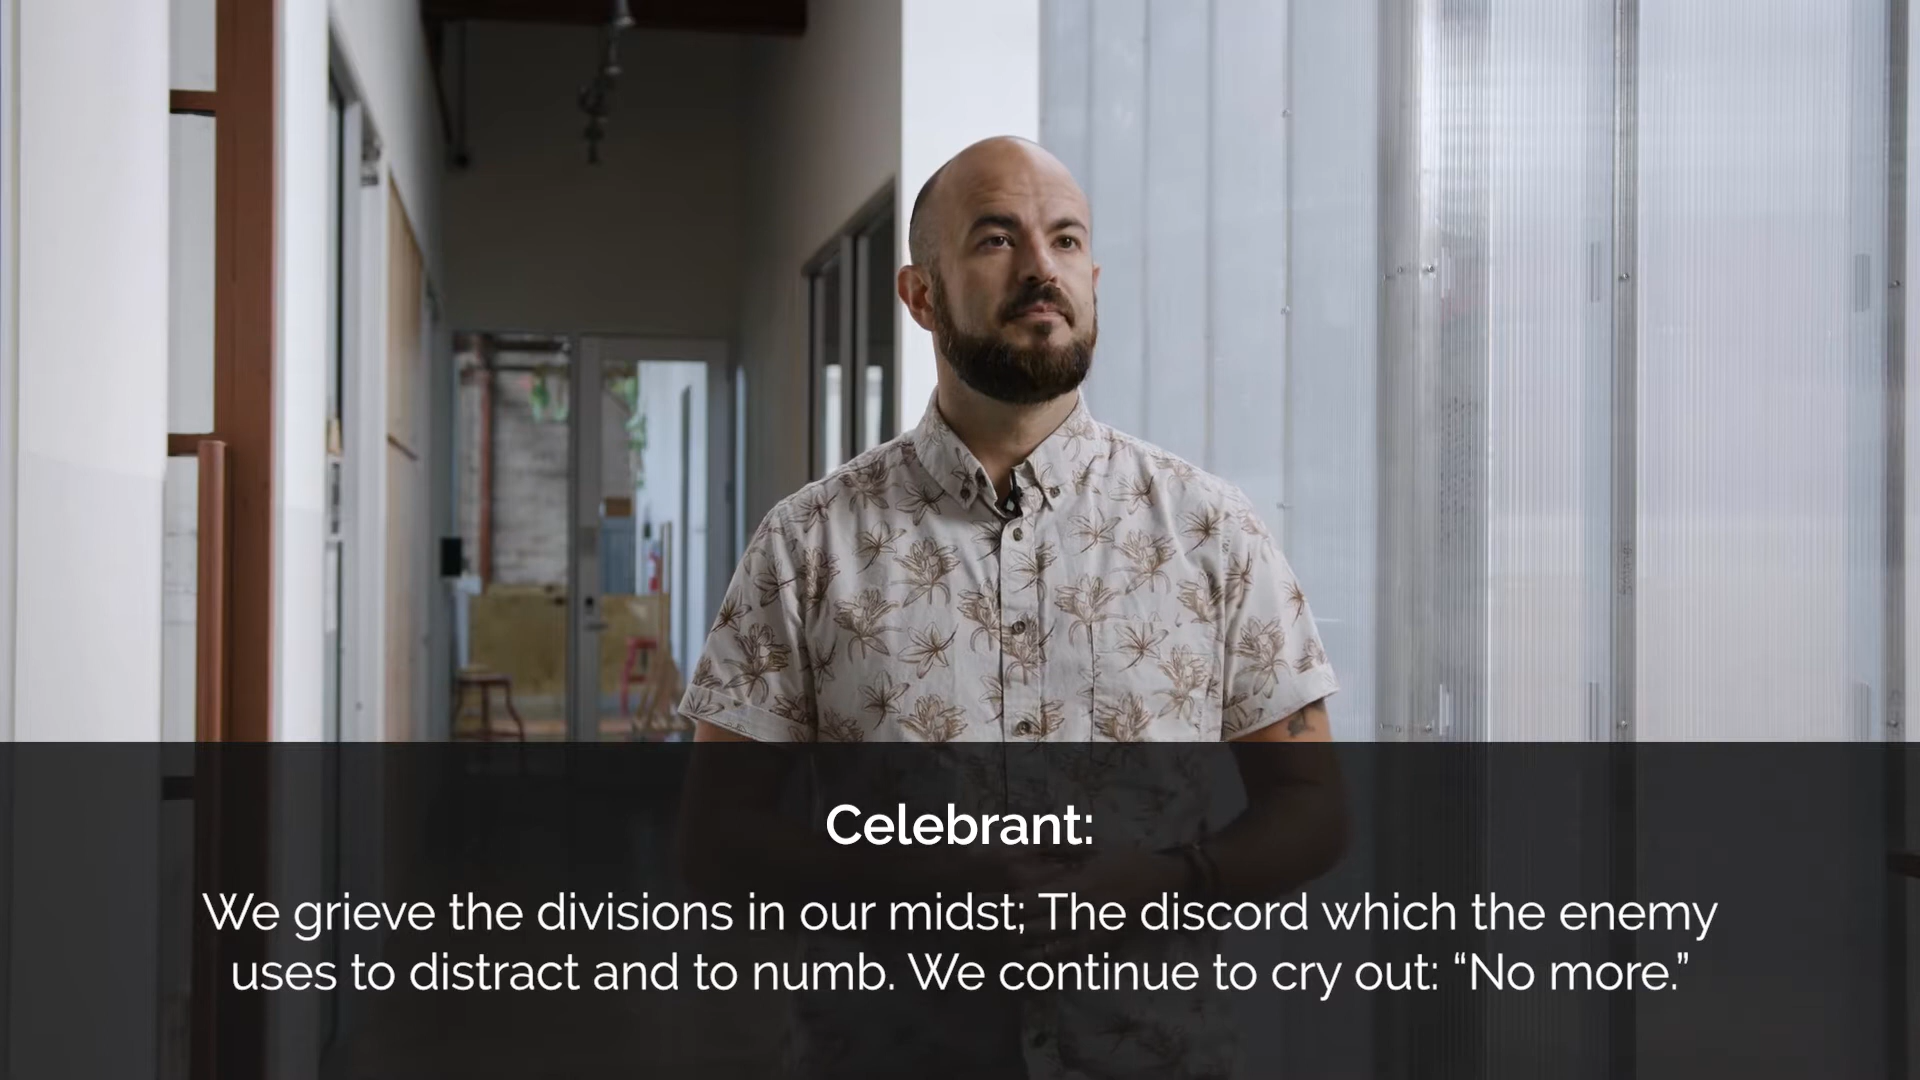 Celebrant:
We grieve the divisions in our midst; The discord which the enemy
uses to distract and to numb. We continue to cry out: “No more.”